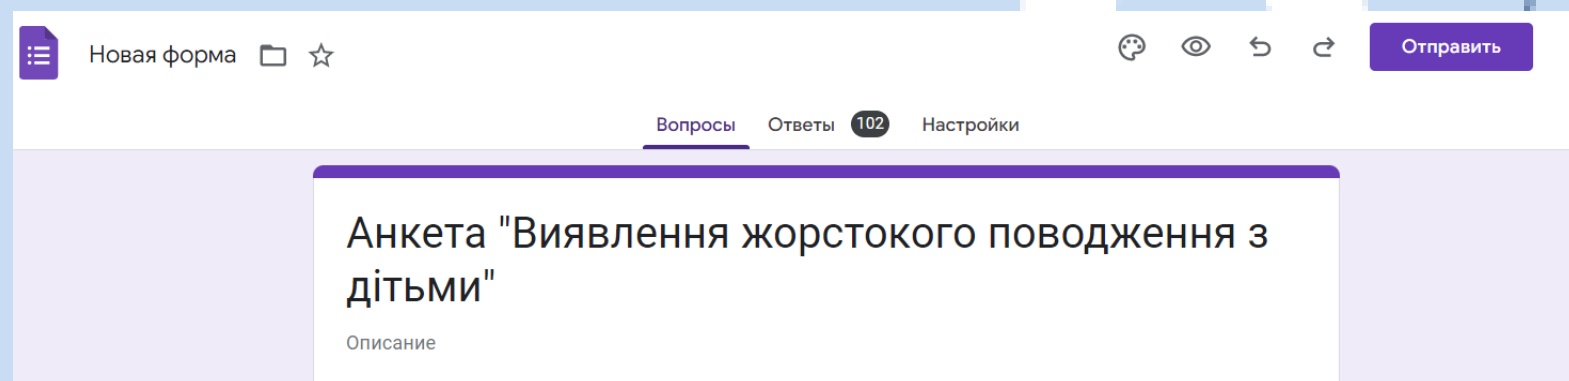 Новая форма
Отправить
Вопросы Ответы 102 Настройки
Анкета "Виявлення жорстокого поводження з
дітьми"
Описание